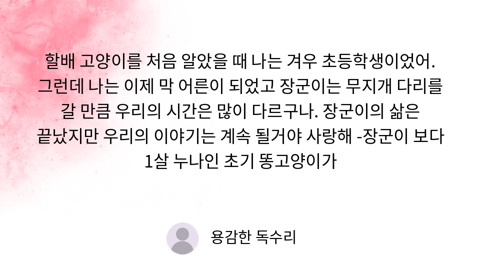 할배 고양이를 처음 알았을 때 나는 겨우 초등학생이었어.
그런데 나는 이제 막 어른이 되었고 장군이는 무지개 다리를
갈 만큼 우리의 시간은 많이 다르구나. 장군이의 삶은
끝났지만 우리의 이야기는 계속 될거야 사랑해 -장군이 보다
1살 누나인 초기 똥고양이가
용감한 독수리